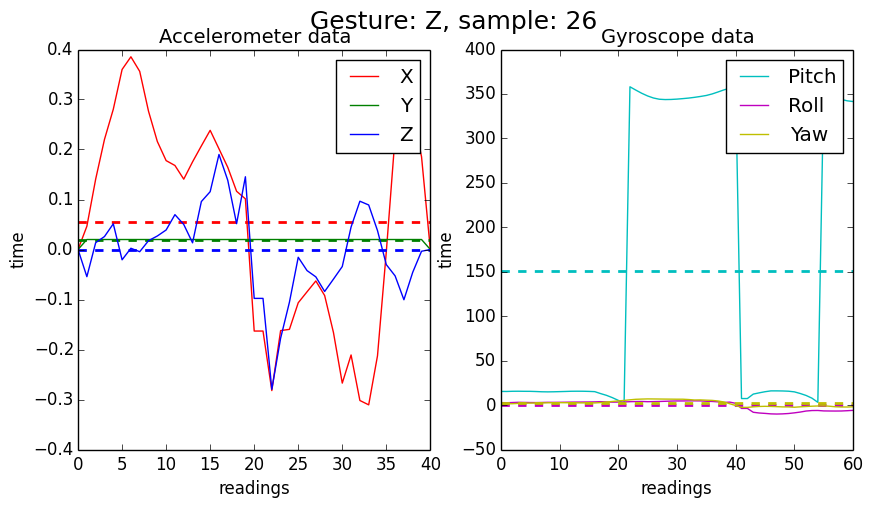 Gesture: Z, sample: 26
Accelerometer data
0.4
0.3
0.2
0.1
0.0
−0.1
−0.2
−0.3
−0.4
time
0 5 10 15 20 25 30 35 40
readings
X
Y
Z
Gyroscope data
400
350
300
250
200
150
100
50
0
−50
time
0 10 20 30 40 50 60
readings
Pitch
Roll
Yaw